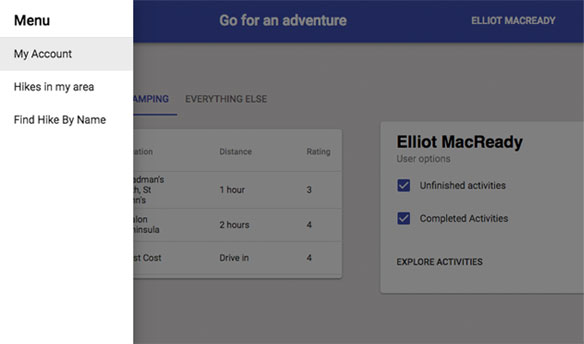 Menu
Go for an adventure
ELLIOT MACREADY
My Account
Hikes in my area
Find Hike By Name
AMPING EVERYTHING ELSE
ation Distance Rating
adman's
th, St
nn's
1 hour 3
alon
ninsula
2 hours 4
st Cost Drive in 4
Elliot MacReady
User options
Unfinished activities
Completed Activities
EXPLORE ACTIVITIES